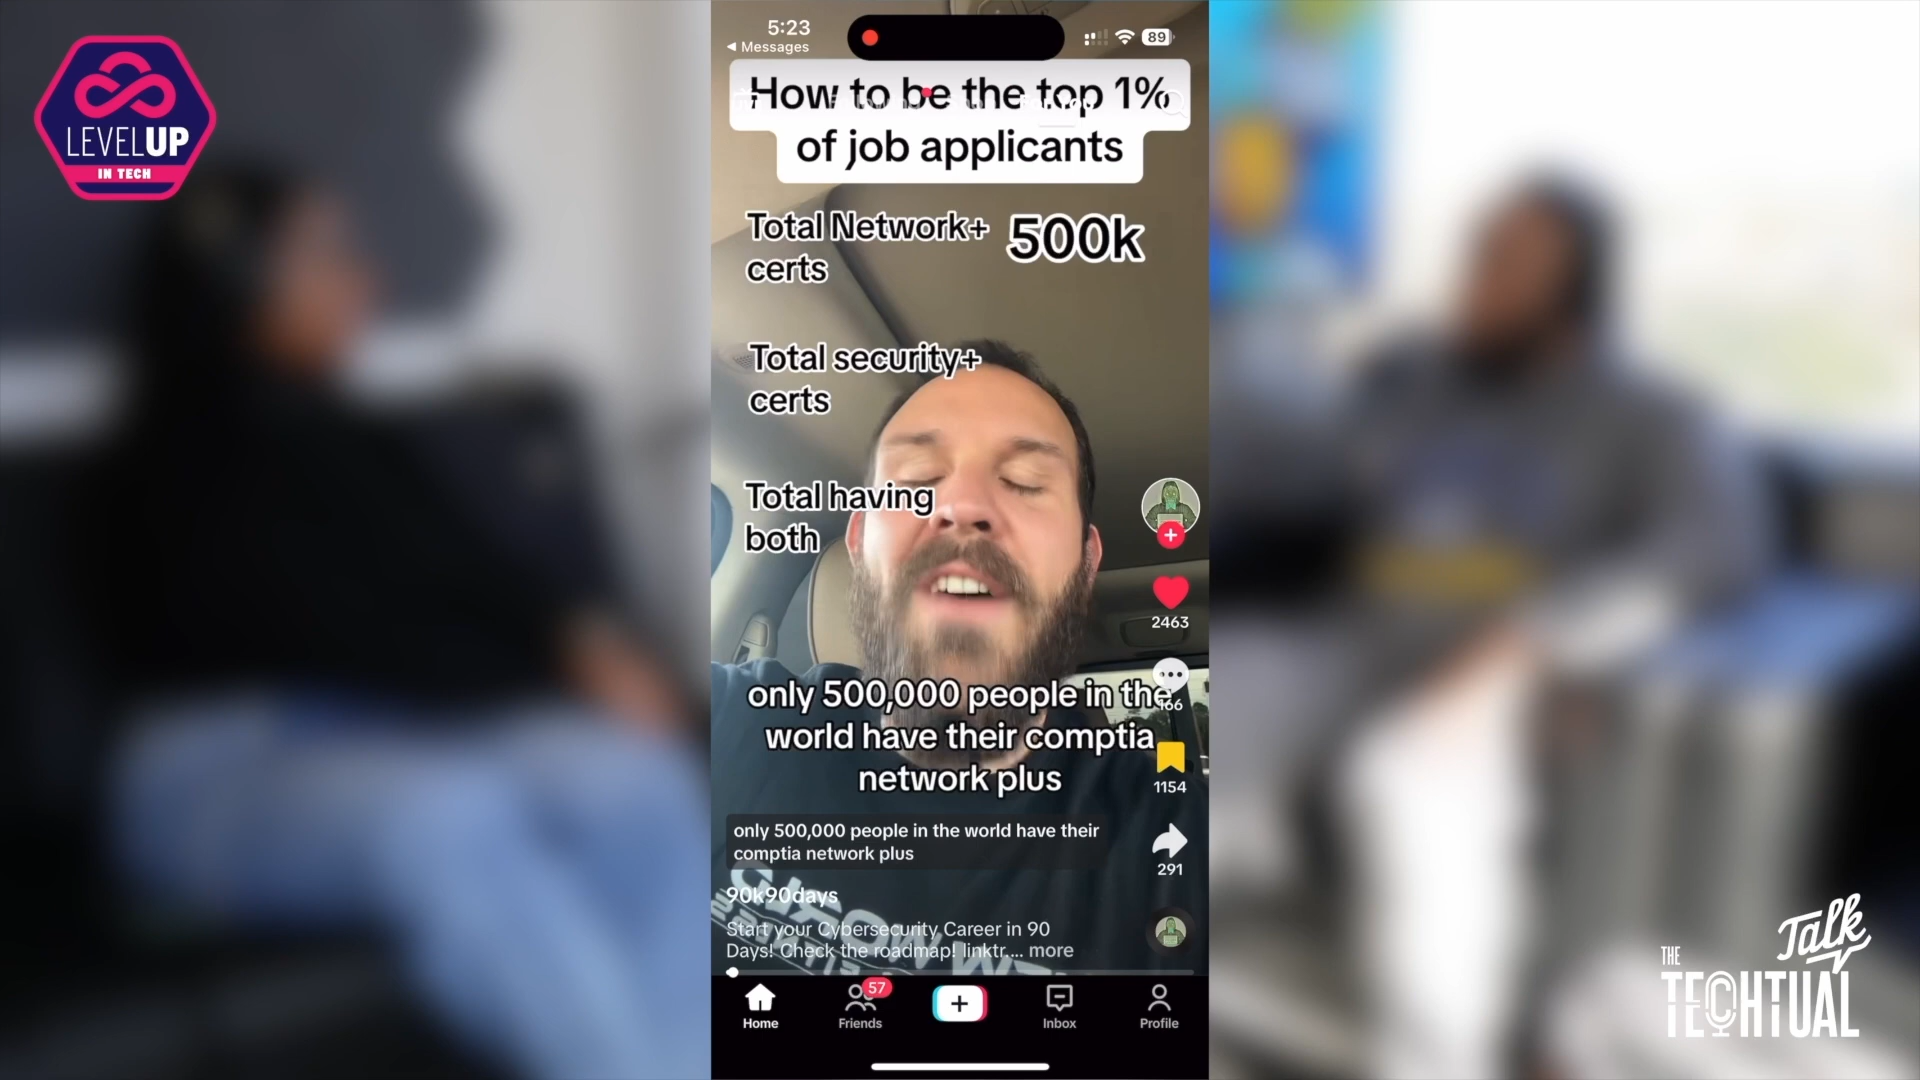 LEVELUP
IN TECH
5:23
Messages
89
How to be the top 1%
of job applicants
Total Network+
certs
500k
Total security+
certs
Total having
both
2463
only 500,000 people in the
world have their comptia
network plus
166
1154
only 500,000 people in the world have their
comptia network plus
291
90k90days
Start your Cybersecurity Career in 90
Days! Check the roadmap! linktr.... more
Home
57
Friends
Inbox
Profile
THE
Talk
TECHTUAL